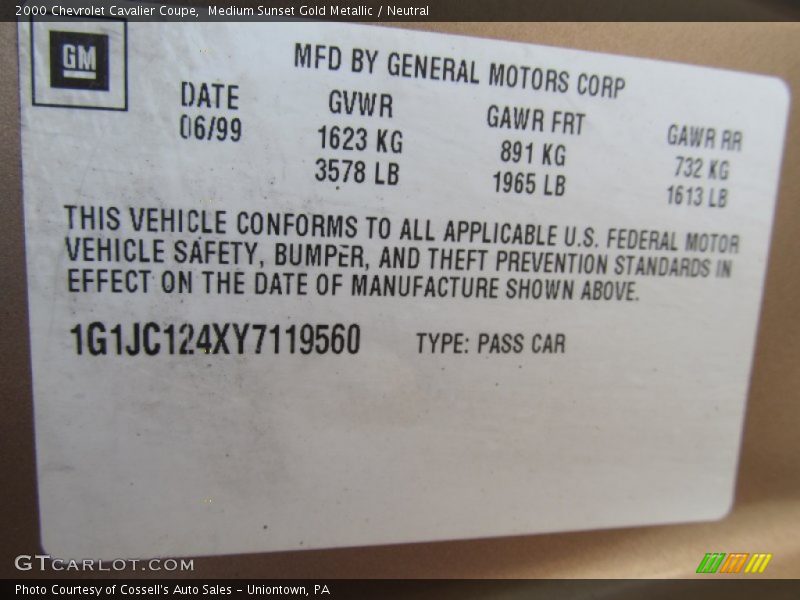 2000 Chevrolet Cavalier Coupe,  Medium Sunset Gold Metallic / Neutral
GM
MFD BY GENERAL MOTORS CORP
DATE GVWR GAWR FRT GAWR RR
06/99 1623 KG 891 KG 732 KG
3578 LB 1965 LB 1613 LB
THIS VEHICLE CONFORMS TO ALL APPLICABLE U.S. FEDERAL MOTOR
VEHICLE SAFETY, BUMPER, AND THEFT PREVENTION STANDARDS IN
EFFECT ON THE DATE OF MANUFACTURE SHOWN ABOVE.
1G1JC124XY7119560 TYPE: PASS CAR
GTCARLOT.COM
Photo Courtesy of Cossell's Auto Sales - Uniontown, PA